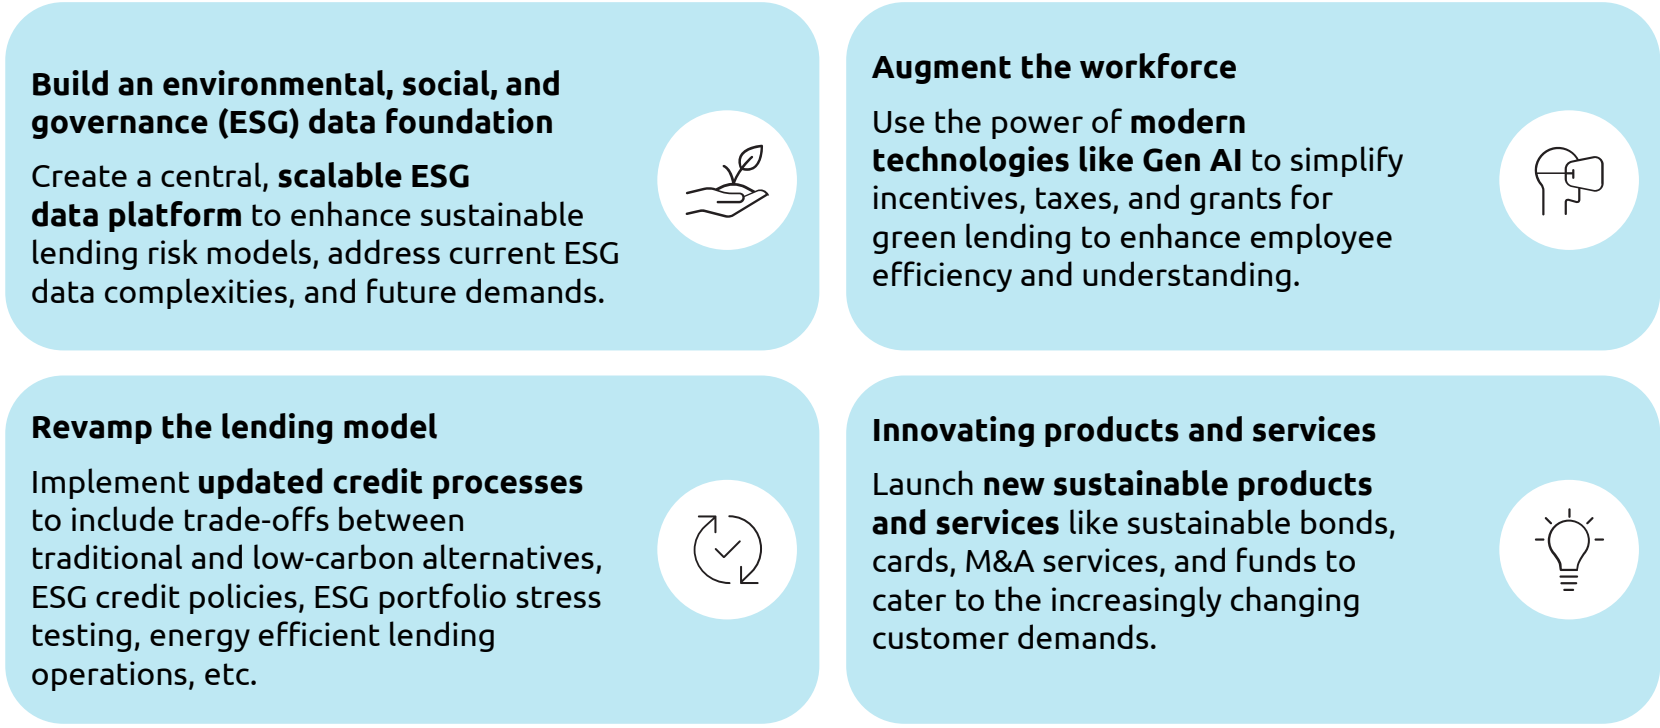 Build an environmental, social, and
governance (ESG) data foundation
Create a central, scalable ESG
data platform to enhance sustainable
lending risk models, address current ESG
data complexities, and future demands.
Augment the workforce
Use the power of modern
technologies like Gen AI to simplify
incentives, taxes, and grants for
green lending to enhance employee
efficiency and understanding.
Revamp the lending model
Implement updated credit processes
to include trade-offs between
traditional and low-carbon alternatives,
ESG credit policies, ESG portfolio stress
testing, energy efficient lending
operations, etc.
Innovating products and services
Launch new sustainable products
and services like sustainable bonds,
cards, M&A services, and funds to
cater to the increasingly changing
customer demands.